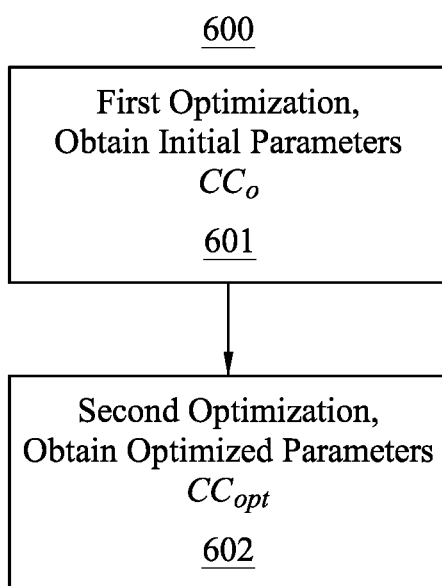 600
First Optimization,
Obtain Initial Parameters
CCo
601
Second Optimization,
Obtain Optimized Parameters
CCopt
602